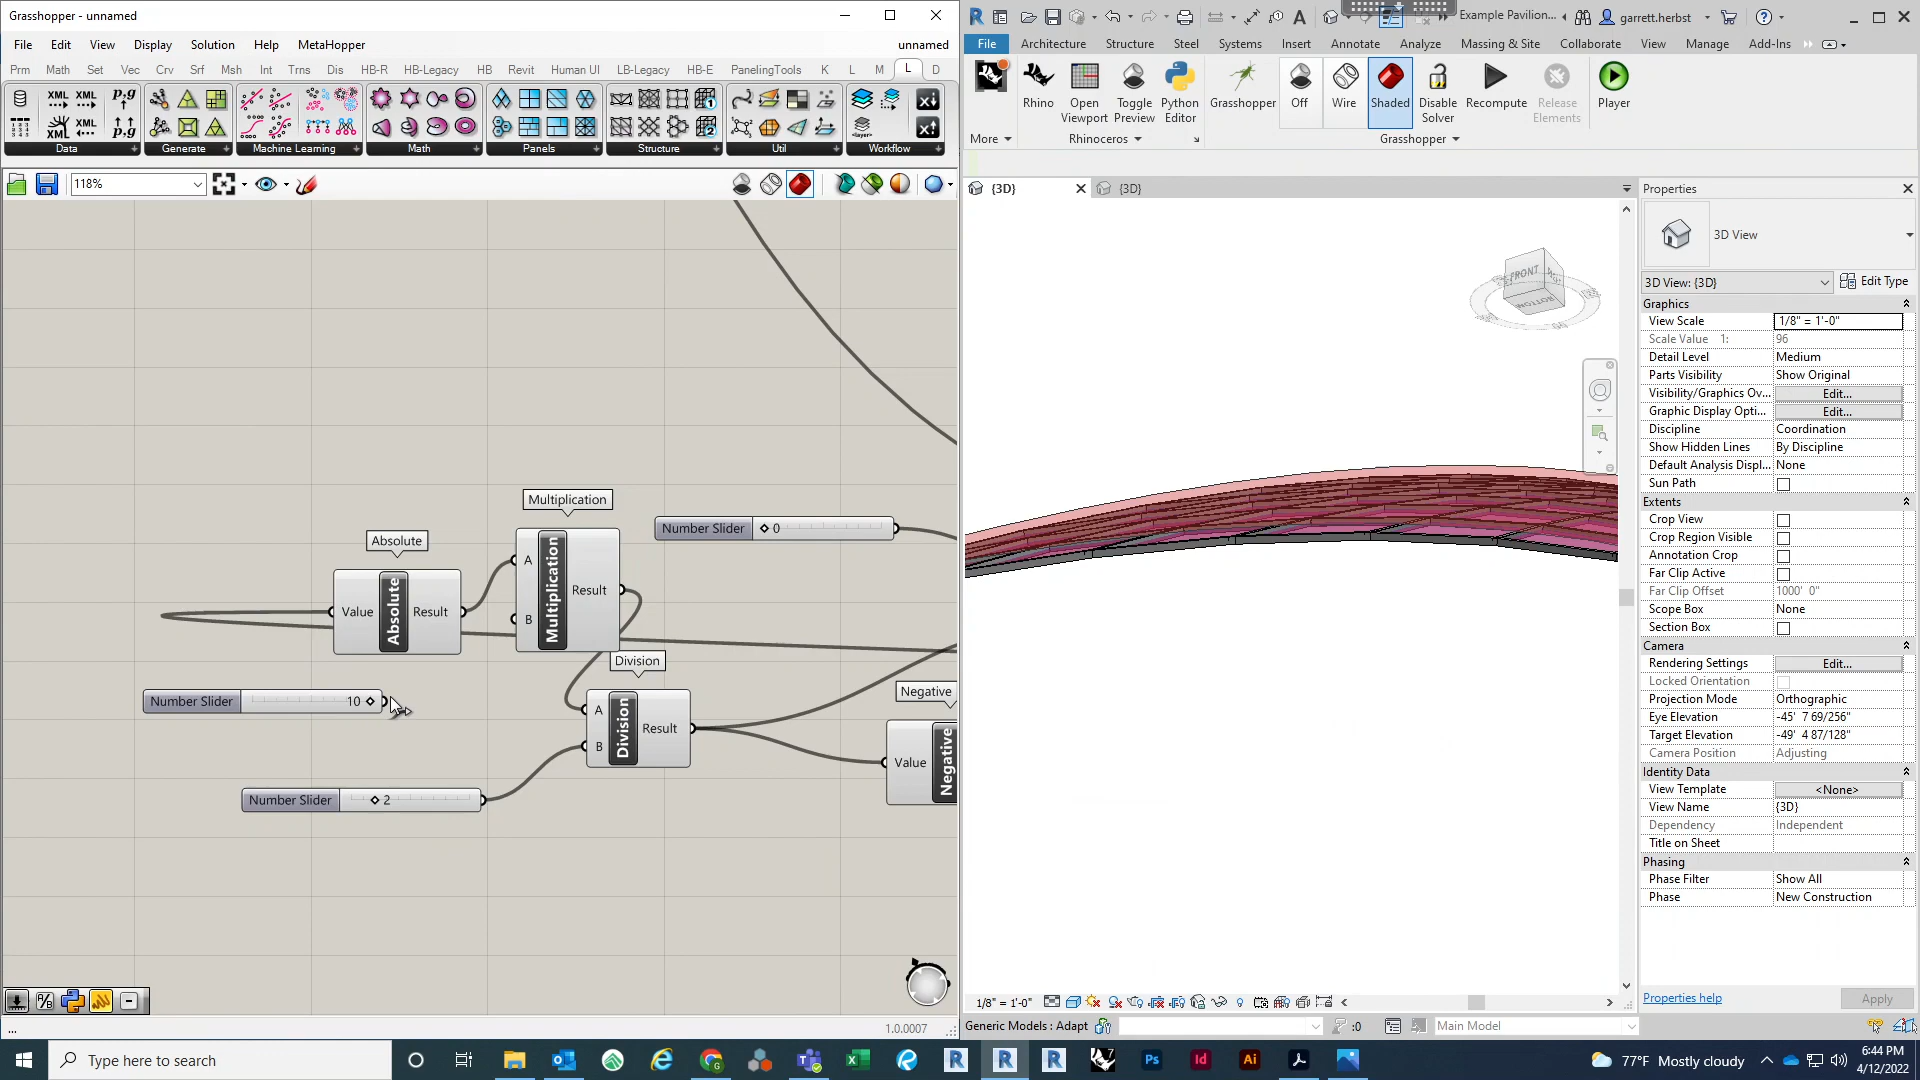 Grasshopper - unnamed
File Edit View Display Solution Help MetaHopper unnamed
Prm Math Set Vec Crv Srf Msh Int Trns Dis HB-R HB-Legacy HB Revit Human UI LB-Legacy HB-E PanelingTools K L M L D
XML XML p,q
XML XML p,q
Data Generate Machine Learning Math Panels Structure Util Workflow
118%
Multiplication
Absolute
Number Slider 0
A
Multiplication
Result
B
Value
Absolute
Result
Division
Negative
Number Slider 10
A
Division
Result
B
Value
Negative
Number Slider 2
...
1.0.0007
Example Pavilion... garrett.herbst
File Architecture Structure Steel Systems Insert Annotate Analyze Massing & Site Collaborate View Manage Add-Ins
Rhino Open Viewport Toggle Preview Python Editor Grasshopper Off Wire Shaded Disable Solver Recompute Release Elements Player
More Rhinoceros Grasshopper
{3D} {3D}
FRONT
BOTTOM
Properties
3D View
3D View: {3D} Edit Type
Graphics
View Scale 1/8" = 1'-0"
Scale Value 1: 96
Detail Level Medium
Parts Visibility Show Original
Visibility/Graphics Ov... Edit...
Graphic Display Opti... Edit...
Discipline Coordination
Show Hidden Lines By Discipline
Default Analysis Displ... None
Sun Path
Extents
Crop View
Crop Region Visible
Annotation Crop
Far Clip Active
Far Clip Offset 1000' 0"
Scope Box None
Section Box
Camera
Rendering Settings Edit...
Locked Orientation
Projection Mode Orthographic
Eye Elevation -45' 7 69/256"
Target Elevation -49' 4 87/128"
Camera Position Adjusting
Identity Data
View Template <None>
View Name {3D}
Dependency Independent
Title on Sheet
Phasing
Phase Filter Show All
Phase New Construction
Properties help Apply
1/8" = 1'-0"
Generic Models : Adapt :0 Main Model
Type here to search
77°F Mostly cloudy
6:44 PM
4/12/2022